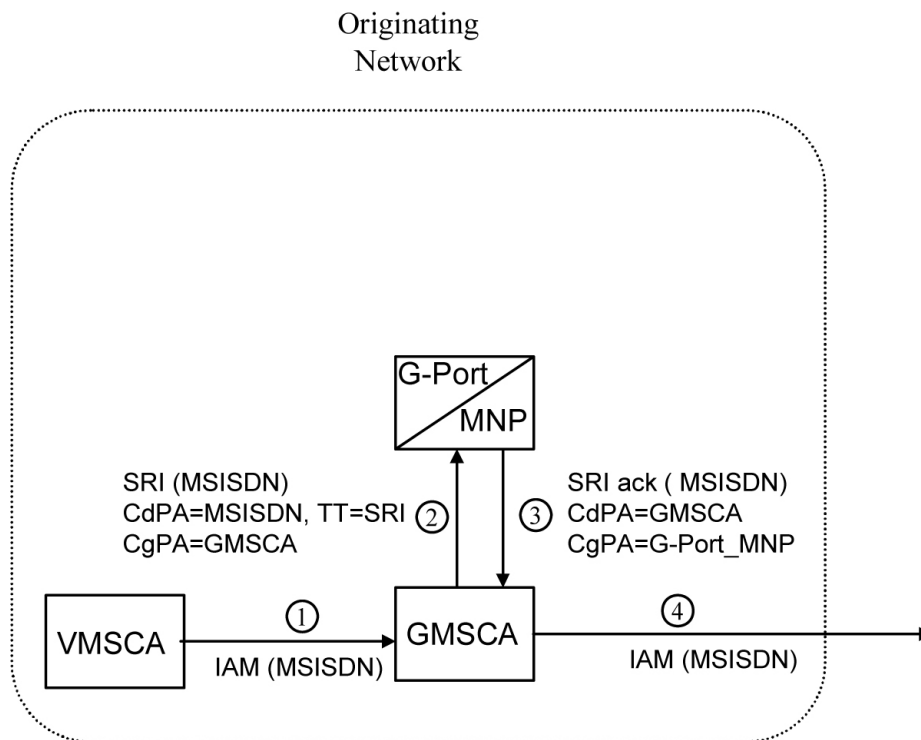 Originating
Network
G-Port
MNP
SRI (MSISDN)
CdPA=MSISDN, TT=SRI
CgPA=GMSCA
2
3
SRI ack ( MSISDN)
CdPA=GMSCA
CgPA=G-Port_MNP
VMSCA
1
IAM (MSISDN)
GMSCA
4
IAM (MSISDN)